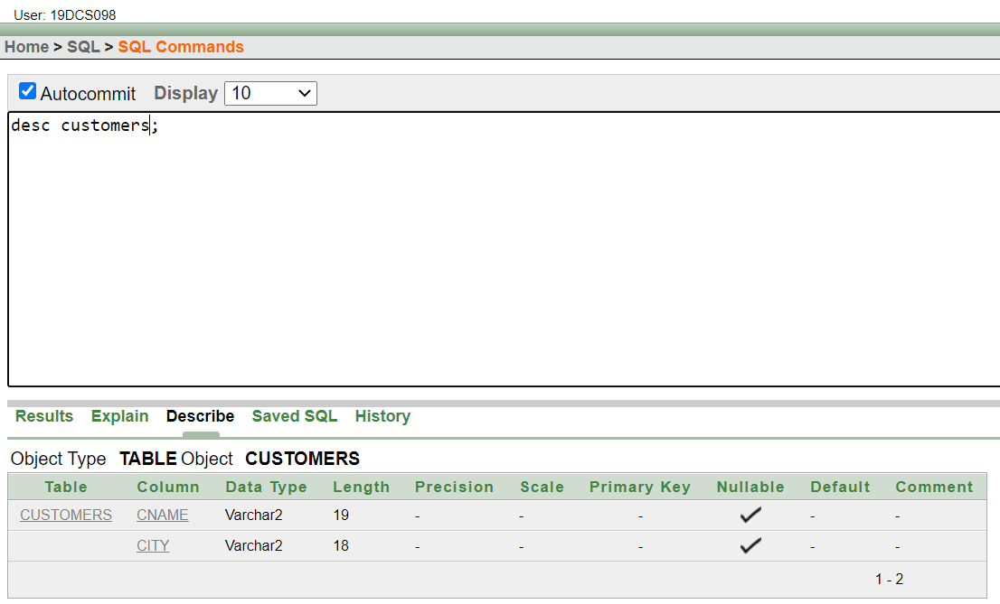 User: 19DCS098
Home > SQL > SQL Commands
Autocommit Display 10
desc customers;
Results Explain Describe Saved SQL History
Object Type TABLE Object CUSTOMERS
Table Column Data Type Length Precision Scale Primary Key Nullable Default Comment
CUSTOMERS CNAME Varchar2 19 - - - - -
CITY Varchar2 18 - - - - -
1 - 2